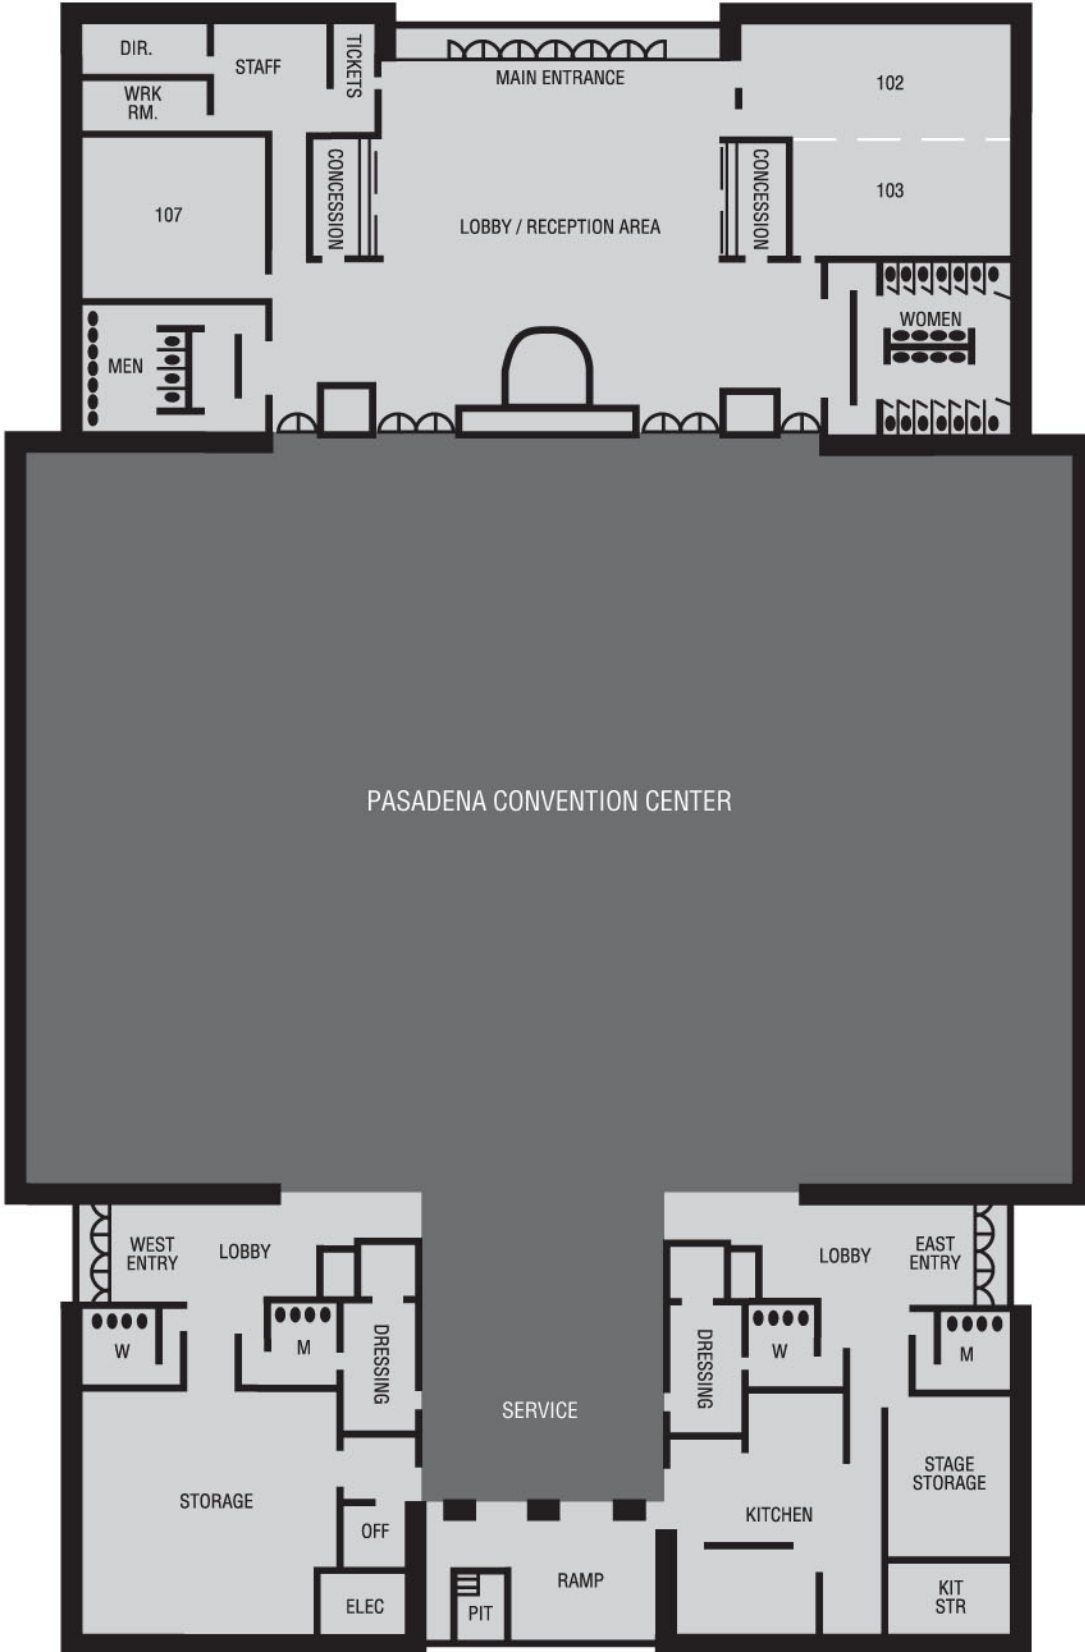 DIR.
STAFF
TICKETS
WRK
RM.
MAIN ENTRANCE
102
107
CONCESSION
LOBBY / RECEPTION AREA
CONCESSION
103
MEN
WOMEN
PASADENA CONVENTION CENTER
WEST
ENTRY
LOBBY
LOBBY
EAST
ENTRY
W
M
DRESSING
DRESSING
W
M
SERVICE
STORAGE
OFF
ELEC
PIT
RAMP
KITCHEN
STAGE
STORAGE
KIT
STR